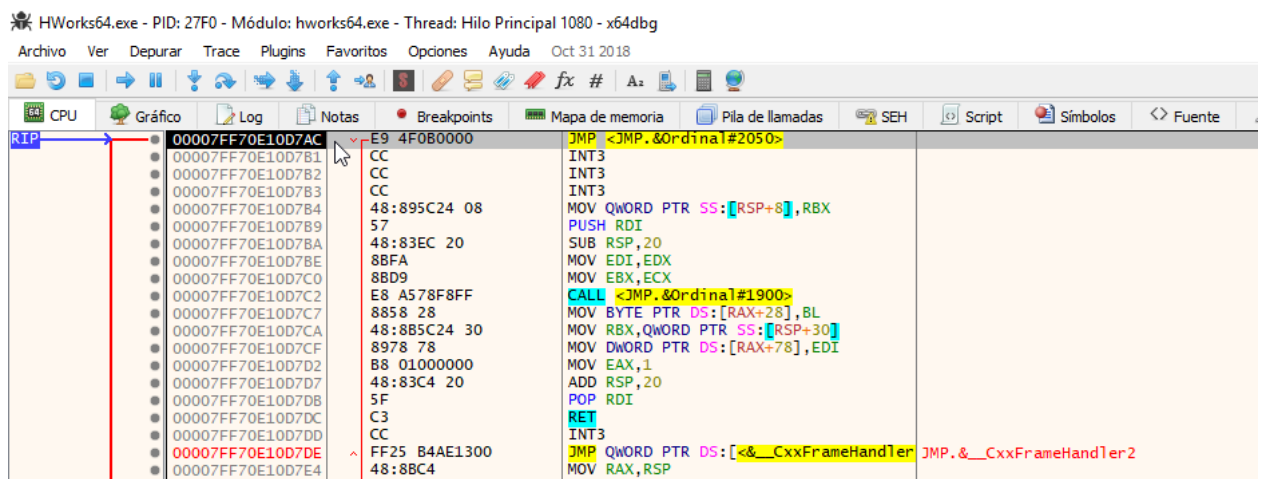 HWorks64.exe - PID: 27F0 - Módulo: hworks64.exe - Thread: Hilo Principal 1080 - x64dbg
Archivo Ver Depurar Trace Plugins Favoritos Opciones Ayuda Oct 31 2018
S fx # A₂
64 CPU Gráfico Log Notas Breakpoints Mapa de memoria Pila de llamadas SEH Script Símbolos Fuente
RIP 00007FF70E10D7AC E9 4F0B0000 JMP <JMP.&Ordinal#2050>
00007FF70E10D7B1 CC INT3
00007FF70E10D7B2 CC INT3
00007FF70E10D7B3 CC INT3
00007FF70E10D7B4 48:895C24 08 MOV QWORD PTR SS:[RSP+8],RBX
00007FF70E10D7B9 57 PUSH RDI
00007FF70E10D7BA 48:83EC 20 SUB RSP,20
00007FF70E10D7BE 8BFA MOV EDI,EDX
00007FF70E10D7C0 8BD9 MOV EBX,ECX
00007FF70E10D7C2 E8 A578F8FF CALL <JMP.&Ordinal#1900>
00007FF70E10D7C7 8858 28 MOV BYTE PTR DS:[RAX+28],BL
00007FF70E10D7CA 48:8B5C24 30 MOV RBX,QWORD PTR SS:[RSP+30]
00007FF70E10D7CF 8978 78 MOV DWORD PTR DS:[RAX+78],EDI
00007FF70E10D7D2 B8 01000000 MOV EAX,1
00007FF70E10D7D7 48:83C4 20 ADD RSP,20
00007FF70E10D7DB 5F POP RDI
00007FF70E10D7DC C3 RET
00007FF70E10D7DD CC INT3
00007FF70E10D7DE FF25 B4AE1300 JMP QWORD PTR DS:[<&__CxxFrameHandler JMP.&__CxxFrameHandler2
00007FF70E10D7E4 48:8BC4 MOV RAX,RSP